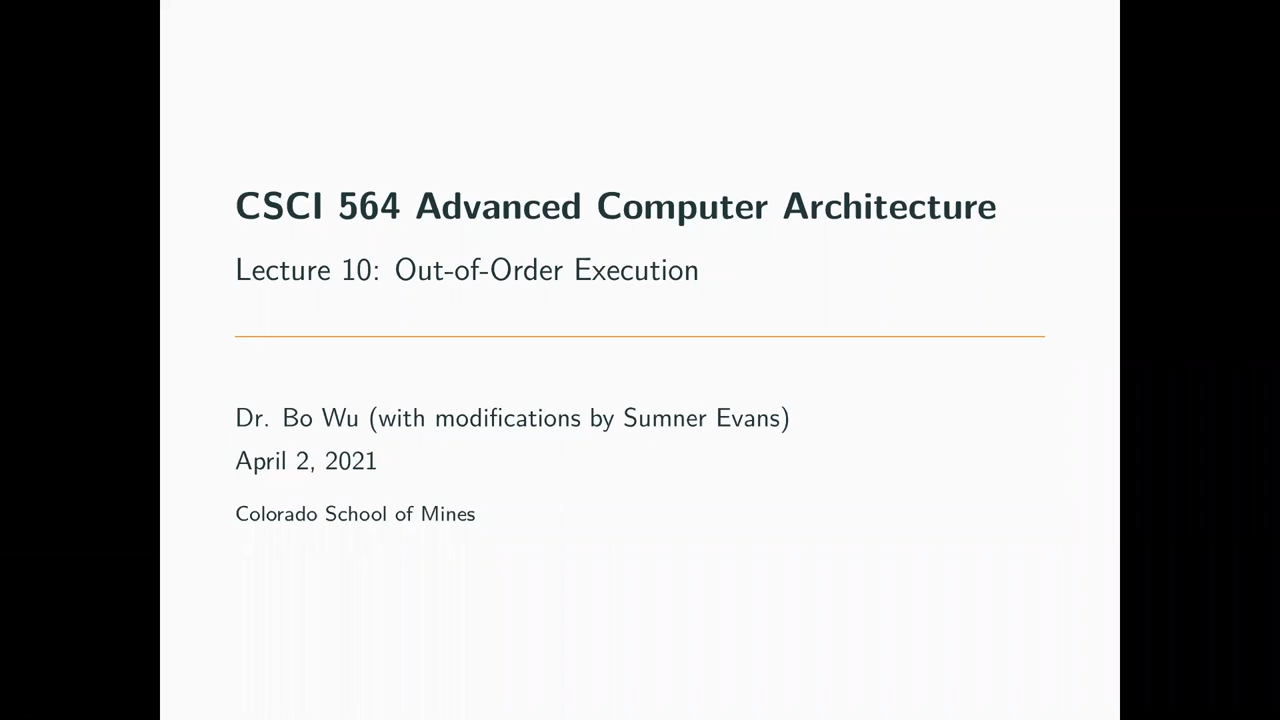 CSCI 564 Advanced Computer Architecture
Lecture 10: Out-of-Order Execution
Dr. Bo Wu (with modifications by Sumner Evans)
April 2, 2021
Colorado School of Mines